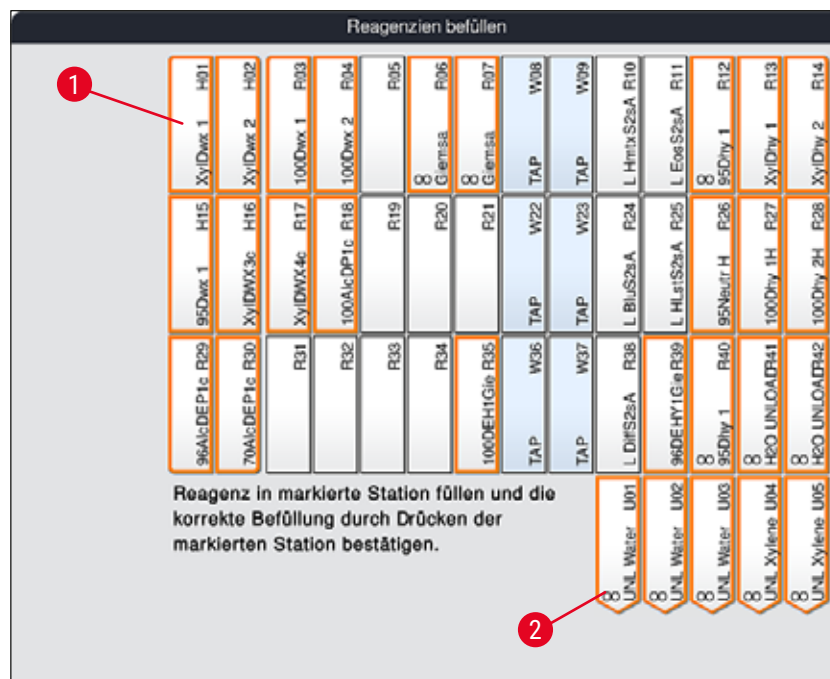 Reagenzien befüllen
1
XylDwx 1 H01
XylDwx 2 H02
100Dwx 1 R03
100Dwx 2 R04
R05
∞ Giemsa R06
∞ Giemsa R07
TAP W08
TAP W09
L HmtxS2sA R10
L EosS2sA R11
∞ 95Dhy 1 R12
XylDhy 1 R13
XylDhy 2 R14
95Dwx 1 H15
XylDWX3c H16
XylDWX4c R17
100AlcDP1c R18
R19
R20
R21
TAP W22
TAP W23
L BluS2sA R24
L HLstS2sA R25
95Neutr H R26
100Dhy 1H R27
100Dhy 2H R28
96AlcDEP1c R29
70AlcDEP1c R30
R31
R32
R33
R34
100DEH1Gie R35
TAP W36
TAP W37
L DiffS2sA R38
96DEHY1Gie R39
∞ 95Dhy 1 R40
∞ H2O UNLOADR41
∞ H2O UNLOADR42
Reagenz in markierte Station füllen und die
korrekte Befüllung durch Drücken der
markierten Station bestätigen.
∞ UNL Water U01
∞ UNL Water U02
∞ UNL Water U03
∞ UNL Xylene U04
∞ UNL Xylene U05
2